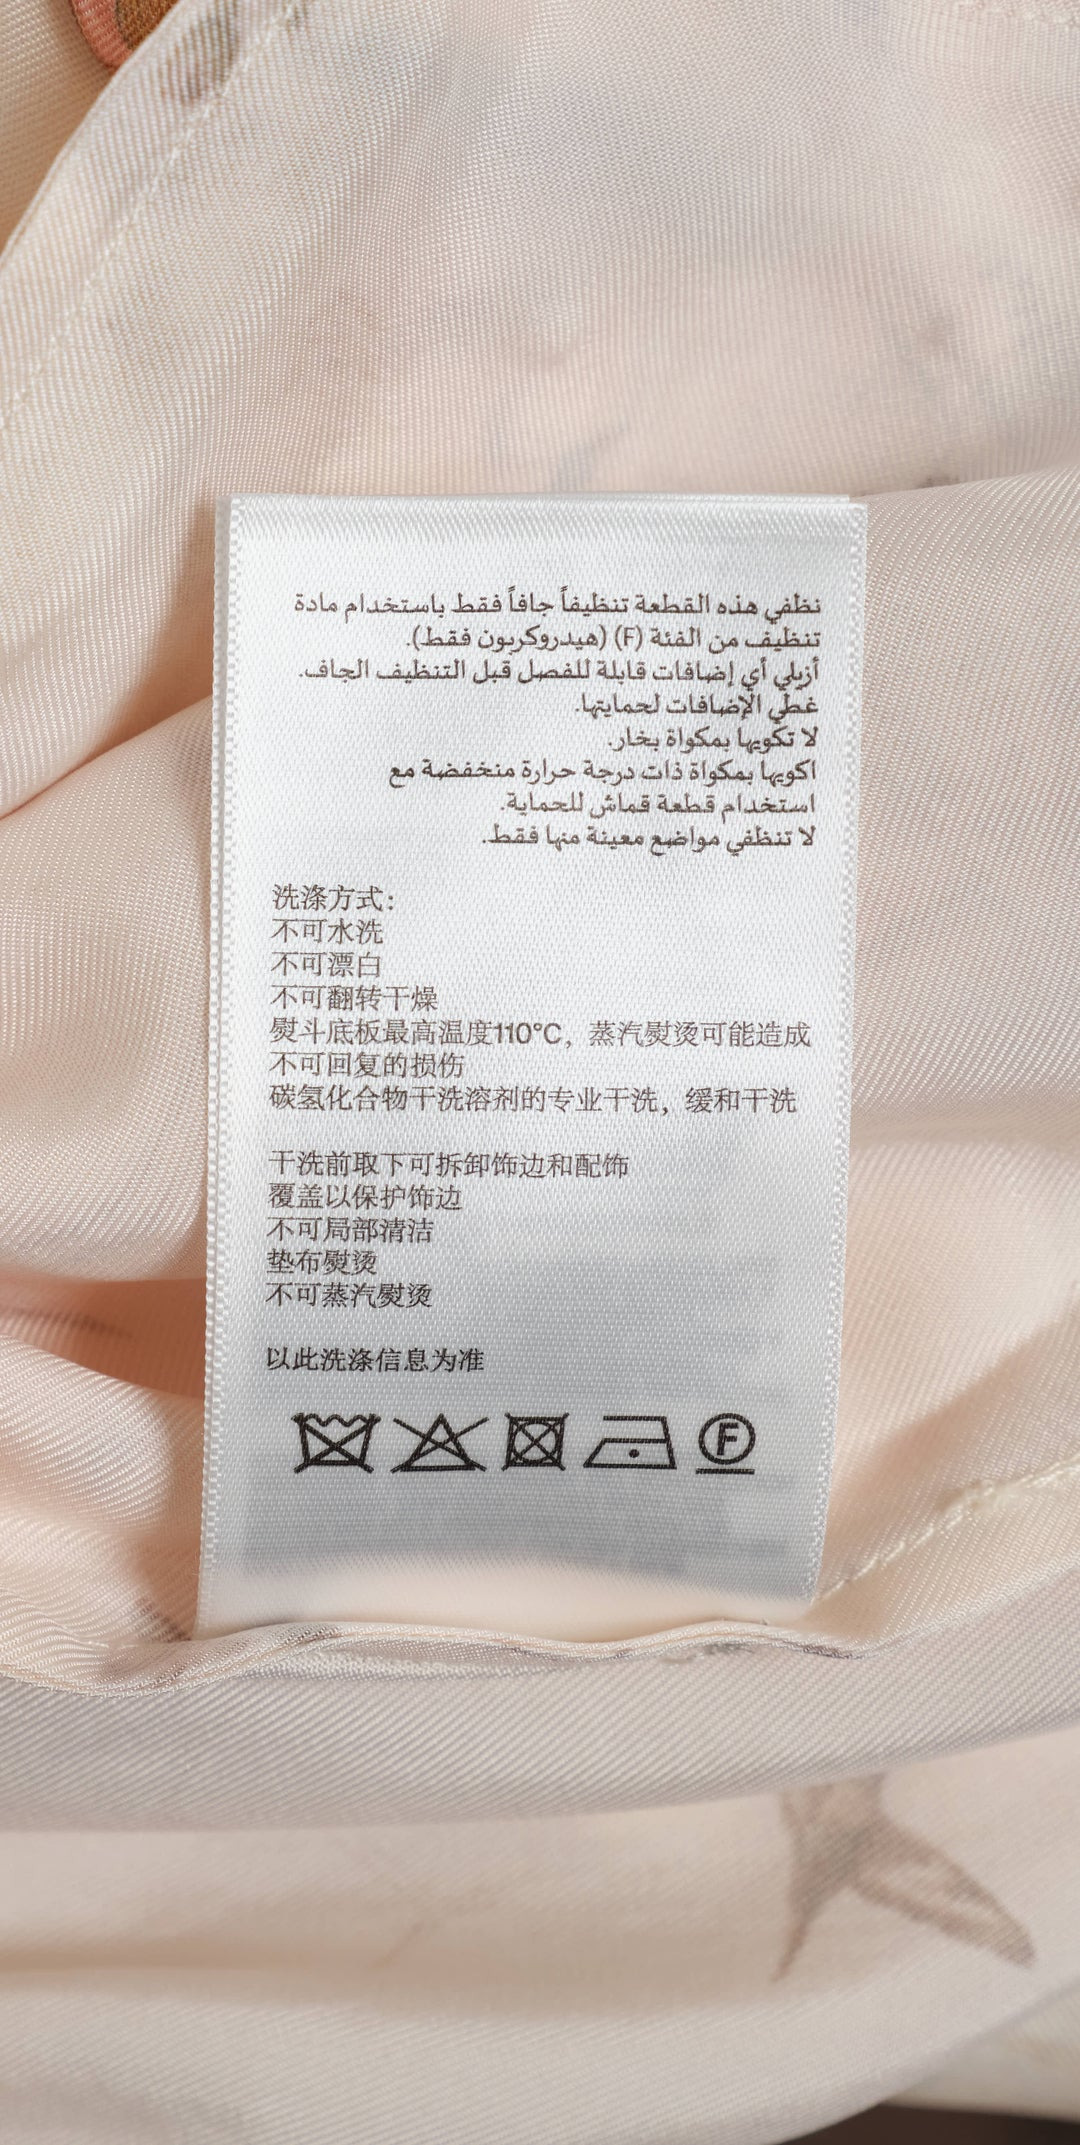 نظفي هذه القطعة تنظيفاً جافاً فقط باستخدام مادة
تنظيف من الفئة (F) (هيدروكربون فقط).
أزيلي أي إضافات قابلة للفصل قبل التنظيف الجاف.
غطي الإضافات لحمايتها.
لا تكويها بمكواة بخار.
اكويها بمكواة ذات درجة حرارة منخفضة مع
استخدام قطعة قماش للحماية.
لا تنظفي مواضع معينة منها فقط.
洗涤方式:
不可水洗
不可漂白
不可翻转干燥
熨斗底板最高温度110°C，蒸汽熨烫可能造成
不可回复的损伤
碳氢化合物干洗溶剂的专业干洗，缓和干洗
干洗前取下可拆卸饰边和配饰
覆盖以保护饰边
不可局部清洁
垫布熨烫
不可蒸汽熨烫
以此洗涤信息为准
F